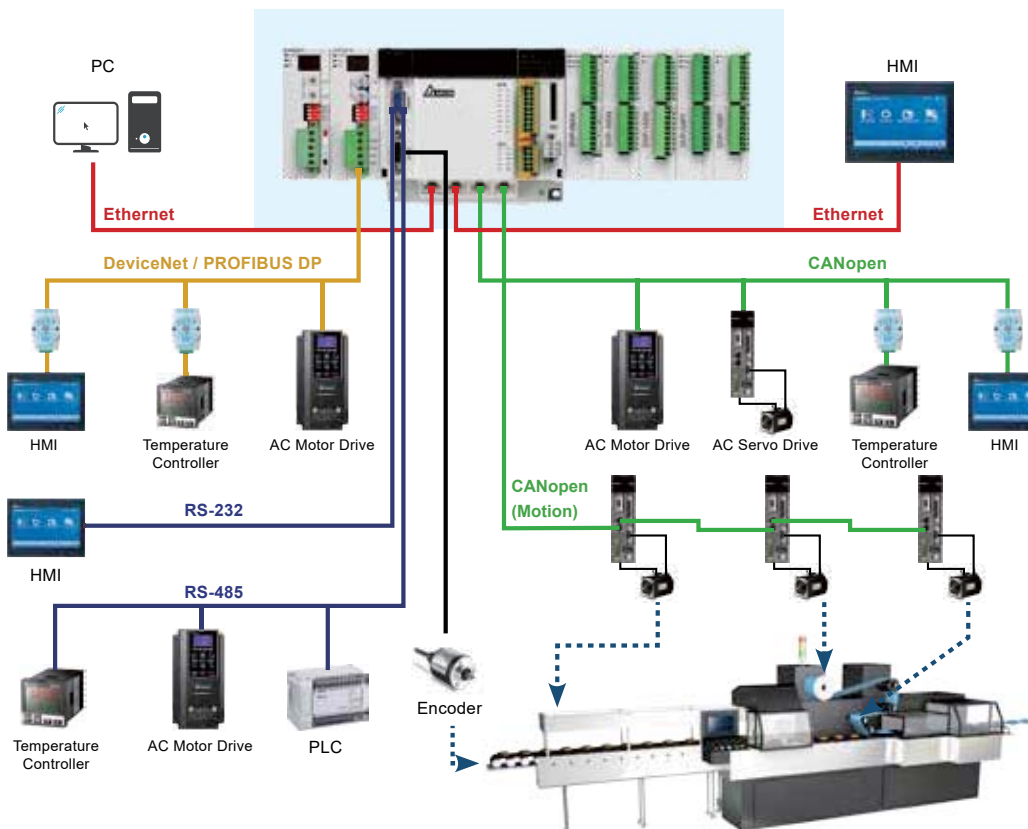 PC
HMI
Ethernet
Ethernet
DeviceNet / PROFIBUS DP
CANopen
HMI
Temperature
Controller
AC Motor Drive
AC Motor Drive
AC Servo Drive
Temperature
Controller
HMI
CANopen
(Motion)
RS-232
HMI
RS-485
Encoder
Temperature
Controller
AC Motor Drive
PLC